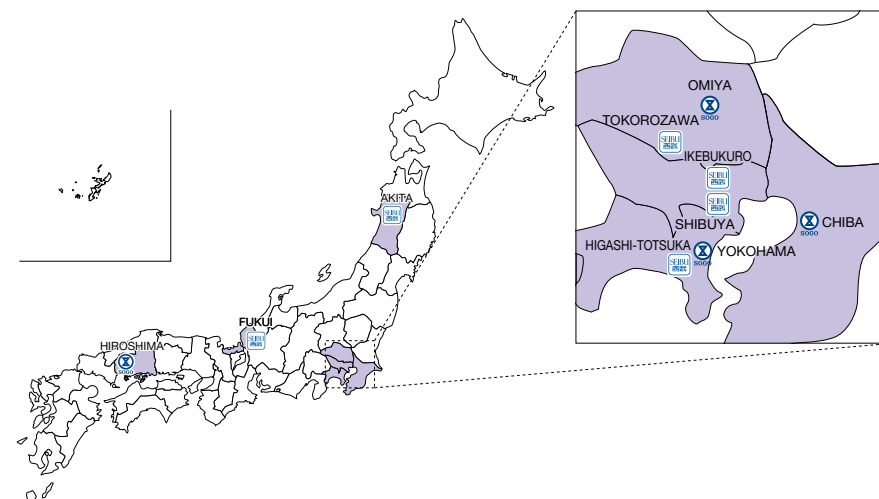 OMIYA
SOGO
TOKOROZAWA
SEIBU
西武
IKEBUKURO
SEIBU
西武
SEIBU
西武
SHIBUYA
CHIBA
SOGO
HIGASHI-TOTSUKA
SEIBU
西武
YOKOHAMA
SOGO
AKITA
SEIBU
西武
FUKUI
SEIBU
西武
HIROSHIMA
SOGO